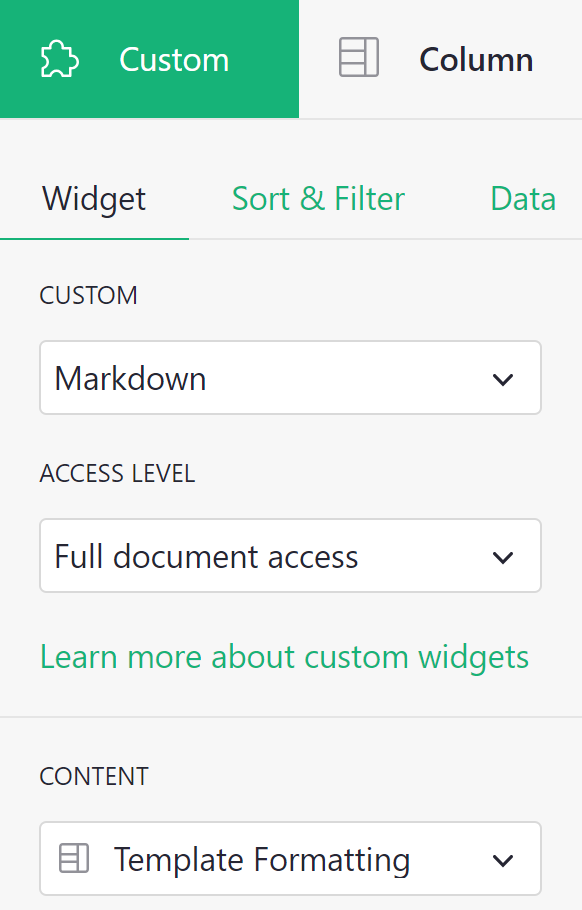 Custom Column
Widget Sort & Filter Data
CUSTOM
Markdown
ACCESS LEVEL
Full document access
Learn more about custom widgets
CONTENT
Template Formatting